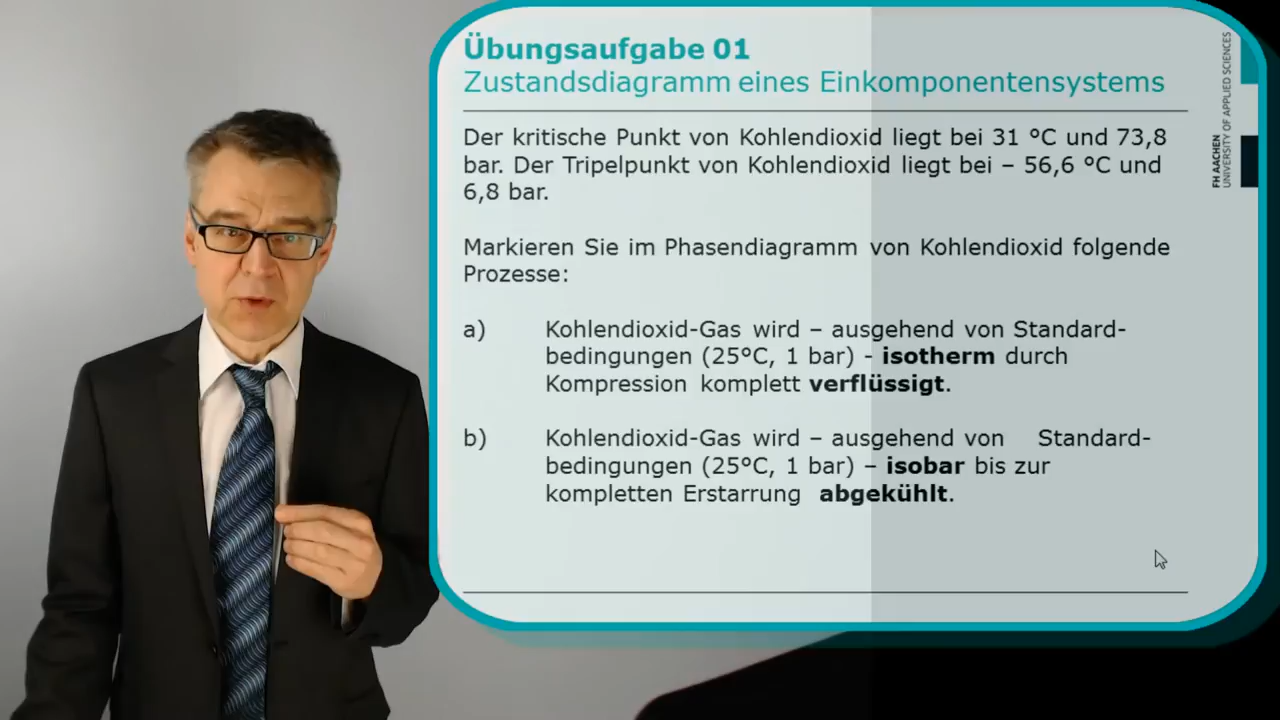 Übungsaufgabe 01
Zustandsdiagramm eines Einkomponentensystems
Der kritische Punkt von Kohlendioxid liegt bei 31 °C und 73,8
bar. Der Tripelpunkt von Kohlendioxid liegt bei – 56,6 °C und
6,8 bar.
Markieren Sie im Phasendiagramm von Kohlendioxid folgende
Prozesse:
a) Kohlendioxid-Gas wird – ausgehend von Standard-
bedingungen (25°C, 1 bar) - isotherm durch
Kompression komplett verflüssigt.
b) Kohlendioxid-Gas wird – ausgehend von Standard-
bedingungen (25°C, 1 bar) – isobar bis zur
kompletten Erstarrung abgekühlt.
FH AACHEN
UNIVERSITY OF APPLIED SCIENCES